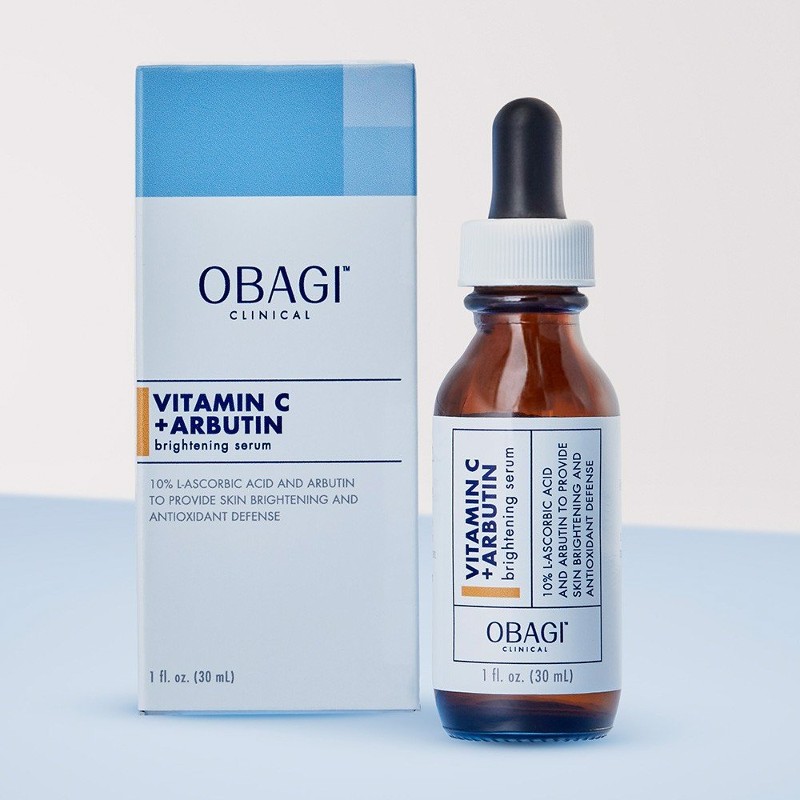 OBAGI™
CLINICAL
VITAMIN C
+ARBUTIN
brightening serum
10% L-ASCORBIC ACID AND ARBUTIN
TO PROVIDE SKIN BRIGHTENING AND
ANTIOXIDANT DEFENSE
1 fl. oz. (30 mL)
VITAMIN C
+ARBUTIN
brightening serum
10% L-ASCORBIC ACID
AND ARBUTIN TO PROVIDE
SKIN BRIGHTENING AND
ANTIOXIDANT DEFENSE
OBAGI™
CLINICAL
1 fl. oz. (30 mL)